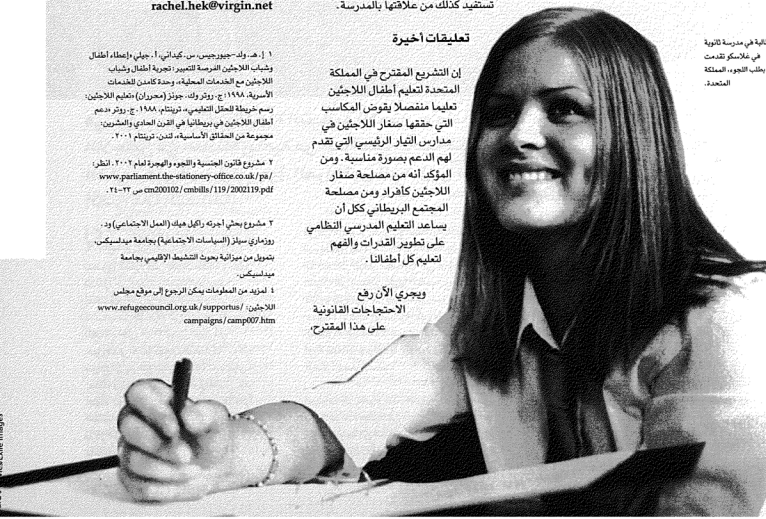 تستفيد كذلك من علاقتها بالمدرسة.
تعليقات أخيرة
إن التشريع المقترح في المملكة
المتحدة لتعليم أطفال اللاجئين
تعليما منفصلا يقوض المكاسب
التي حققها صغار اللاجئين في
مدارس التيار الرئيسي التي تقدم
لهم الدعم بصورة مناسبة. ومن
المؤكد أنه من مصلحة صغار
اللاجئين كأفراد ومن مصلحة
المجتمع البريطاني ككل أن
يساعد التعليم المدرسي النظامي
على تطوير القدرات والفهم
لتعليم كل أطفالنا.
ويجري الآن رفع
الاحتجاجات القانونية
على هذا المقترح،
rachel.hek@virgin.net
١ إ. هـ. ولد-جيورجيس، س. كيداني، أ. جيلي «إعطاء أطفال
وشباب اللاجئين الفرصة للتعبير: تجربة أطفال وشباب
اللاجئين مع الخدمات المحلية»، وحدة كامدن للخدمات
الأسرية، ١٩٩٨؛ ج. روتر وك. جونز (محرران) «تعليم اللاجئين:
رسم خريطة للحقل التعليمي»، ترينتام، ١٩٨٨. ج. روتر «دعم
أطفال اللاجئين في بريطانيا في القرن الحادي والعشرين:
مجموعة من الحقائق الأساسية»، لندن، ترينتام ٢٠٠١.
٢ مشروع قانون الجنسية واللجوء والهجرة لعام ٢٠٠٢. انظر:
www.parliament.the-stationery-office.co.uk/pa/
cm200102/cmbills/119/2002119.pdf ص ٢٣-٢٤.
٣ مشروع بحثي أجرته راكيل هيك (العمل الاجتماعي) ود.
روزماري سيلز (السياسات الاجتماعية) بجامعة ميدلسيكس،
بتمويل من ميزانية بحوث التنشيط الإقليمي بجامعة
ميدلسيكس.
٤ لمزيد من المعلومات يمكن الرجوع إلى موقع مجلس
اللاجئين: www.refugeecouncil.org.uk/supportus/
campaigns/camp007.htm
في مدرسة ثانوية
في غلاسكو تقدمت
بطلب اللجوء، المملكة
المتحدة.